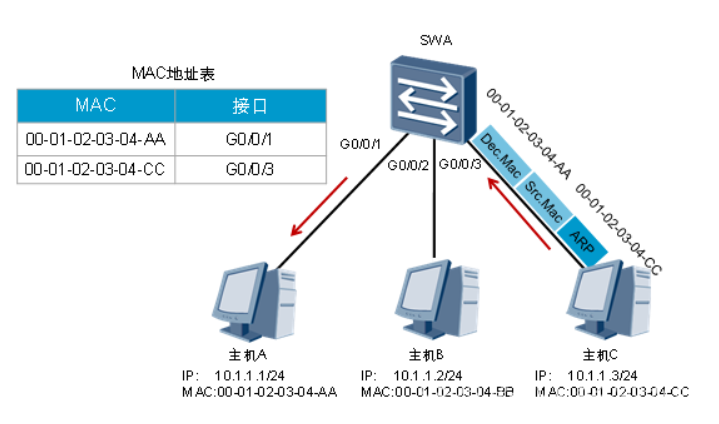 SWA
MAC地址表
MAC 接口
00-01-02-03-04-AA G0/0/1
00-01-02-03-04-CC G0/0/3
G0/0/1
G0/0/2
G0/0/3
Dec.Mac
Src.Mac
ARP
00-01-02-03-04-AA
00-01-02-03-04-CC
主机A
IP: 10.1.1.1/24
MAC:00-01-02-03-04-AA
主机B
IP: 10.1.1.2/24
MAC:00-01-02-03-04-BB
主机C
IP: 10.1.1.3/24
MAC:00-01-02-03-04-CC